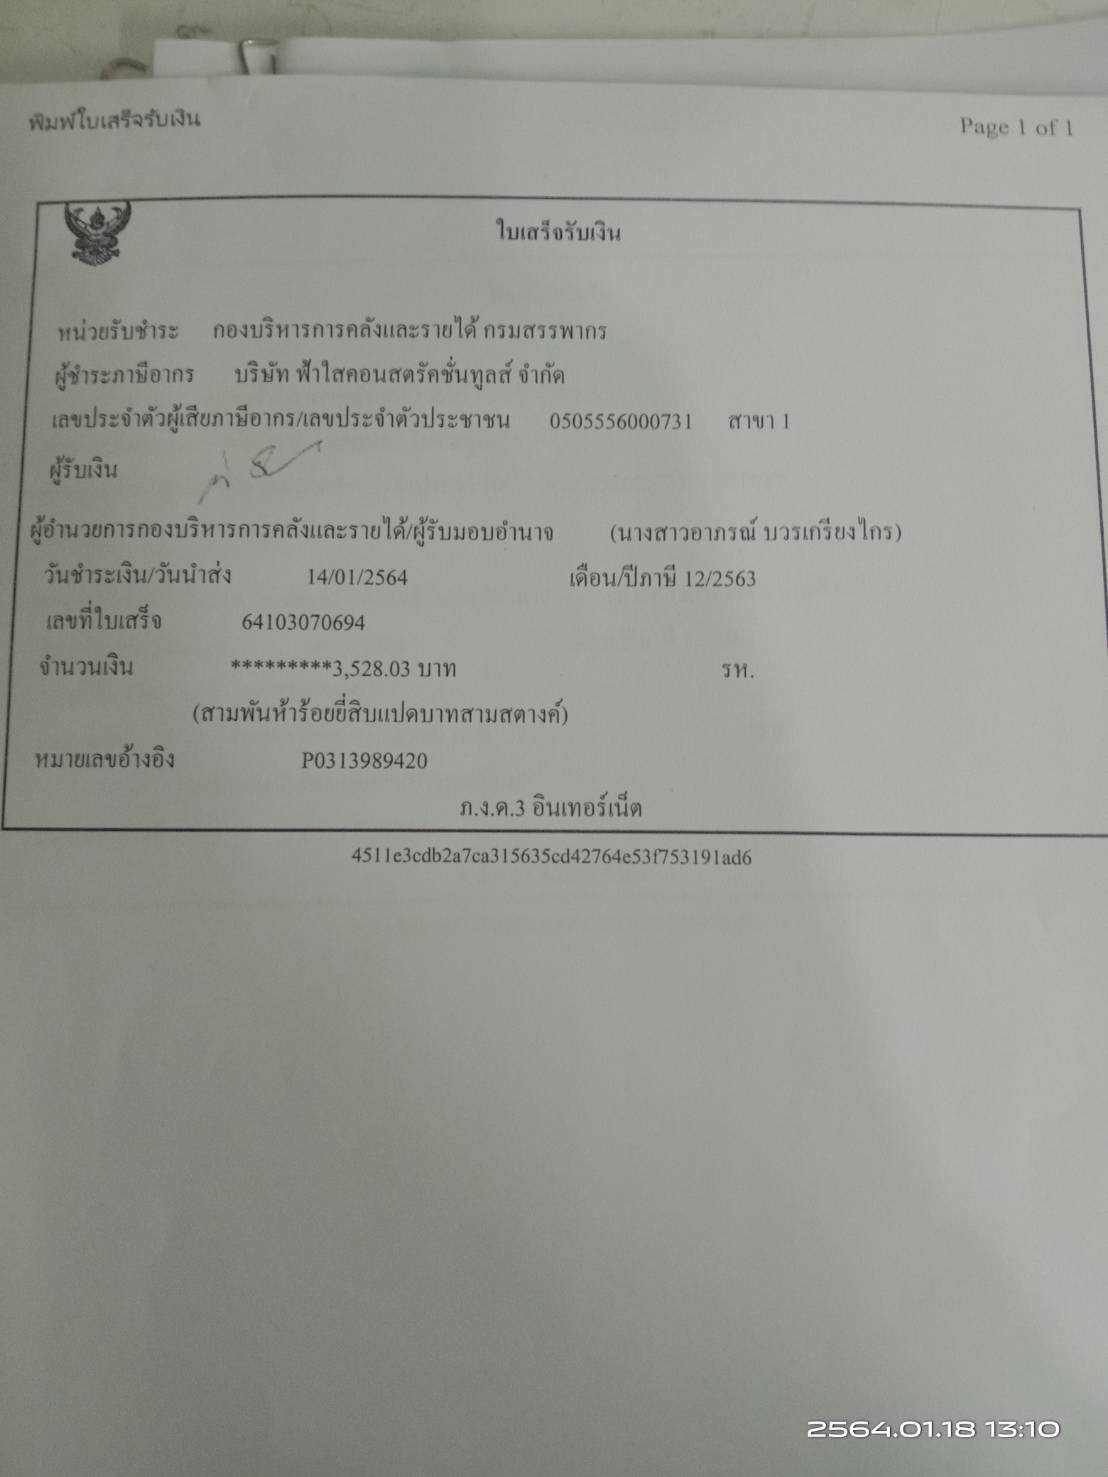 พิมพ์ใบเสร็จรับเงิน Page 1 of 1
ใบเสร็จรับเงิน
หน่วยรับชำระ กองบริหารการคลังและรายได้ กรมสรรพากร
ผู้ชำระภาษีอากร บริษัท ฟ้าใสคอนสตรัคชั่นทูลส์ จำกัด
เลขประจำตัวผู้เสียภาษีอากร/เลขประจำตัวประชาชน 0505556000731 สาขา 1
ผู้รับเงิน
ผู้อำนวยการกองบริหารการคลังและรายได้/ผู้รับมอบอำนาจ (นางสาวอาภรณ์ บวรเกรียงไกร)
วันชำระเงิน/วันนำส่ง 14/01/2564 เดือน/ปีภาษี 12/2563
เลขที่ใบเสร็จ 64103070694
จำนวนเงิน *********3,528.03 บาท รห.
(สามพันห้าร้อยยี่สิบแปดบาทสามสตางค์)
หมายเลขอ้างอิง P0313989420
ภ.ง.ด.3 อินเทอร์เน็ต
4511e3cdb2a7ca315635cd42764e53f753191ad6
2564.01.18 13:10